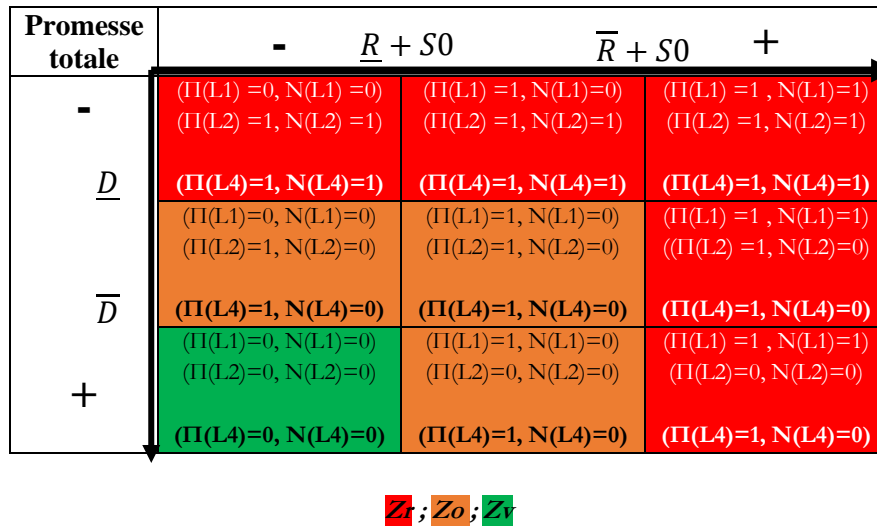 Promesse totale
- R + S0 R + S0 +
-
D
D
+
(Π(L1) =0, N(L1) =0) (Π(L1) =1, N(L1)=0) (Π(L1) =1 , N(L1)=1)
(Π(L2) =1, N(L2) =1) (Π(L2) =1, N(L2)=1) (Π(L2) =1, N(L2)=1)
(Π(L4)=1, N(L4)=1) (Π(L4)=1, N(L4)=1) (Π(L4)=1, N(L4)=1)
(Π(L1)=0, N(L1)=0) (Π(L1)=1, N(L1)=0) (Π(L1) =1 , N(L1)=1)
(Π(L2)=1, N(L2)=0) (Π(L2)=1, N(L2)=0) ((Π(L2) =1, N(L2)=0)
(Π(L4)=1, N(L4)=0) (Π(L4)=1, N(L4)=0) (Π(L4)=1, N(L4)=0)
(Π(L1)=0, N(L1)=0) (Π(L1)=1, N(L1)=0) (Π(L1) =1 , N(L1)=1)
(Π(L2)=0, N(L2)=0) (Π(L2)=0, N(L2)=0) (Π(L2)=0, N(L2)=0)
(Π(L4)=0, N(L4)=0) (Π(L4)=1, N(L4)=0) (Π(L4)=1, N(L4)=0)
Zr ; Zo ; Zv